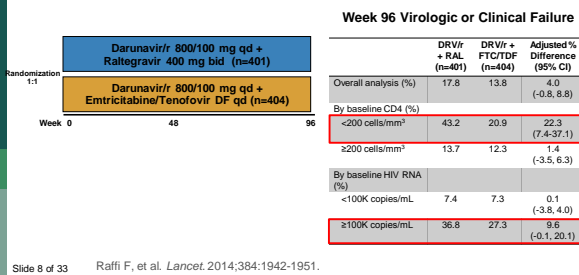 Week 96 Virologic or Clinical Failure
Darunavir/r 800/100 mg qd +
Raltegravir 400 mg bid (n=401)
Randomization
1:1
Darunavir/r 800/100 mg qd +
Emtricitabine/Tenofovir DF qd (n=404)
Week 0 48 96
DRV/r + RAL (n=401) DRV/r + FTC/TDF (n=404) Adjusted % Difference (95% CI)
Overall analysis (%) 17.8 13.8 4.0 (-0.8, 8.8)
By baseline CD4 (%)
<200 cells/mm³ 43.2 20.9 22.3 (7.4-37.1)
≥200 cells/mm³ 13.7 12.3 1.4 (-3.5, 6.3)
By baseline HIV RNA (%)
<100K copies/mL 7.4 7.3 0.1 (-3.8, 4.0)
≥100K copies/mL 36.8 27.3 9.6 (-0.1, 20.1)
Slide 8 of 33 Raffi F, et al. Lancet. 2014;384:1942-1951.